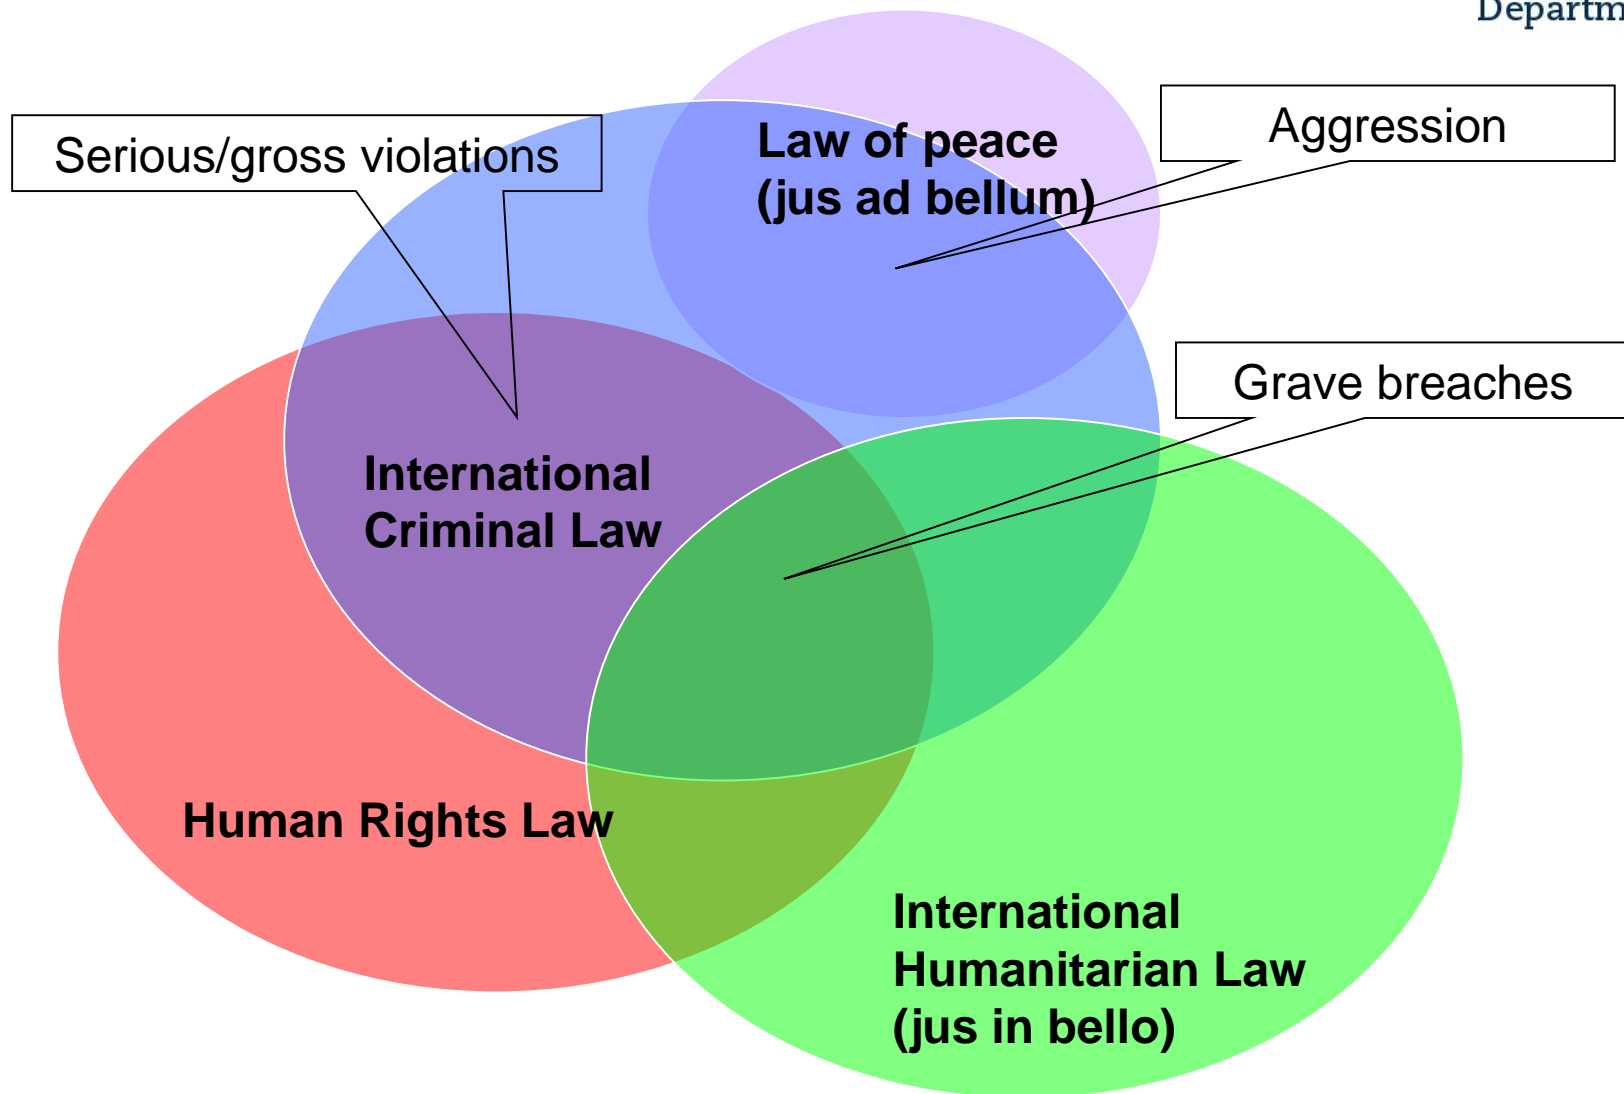 Departm
Serious/gross violations
Law of peace
(jus ad bellum)
Aggression
Grave breaches
International
Criminal Law
Human Rights Law
International
Humanitarian Law
(jus in bello)